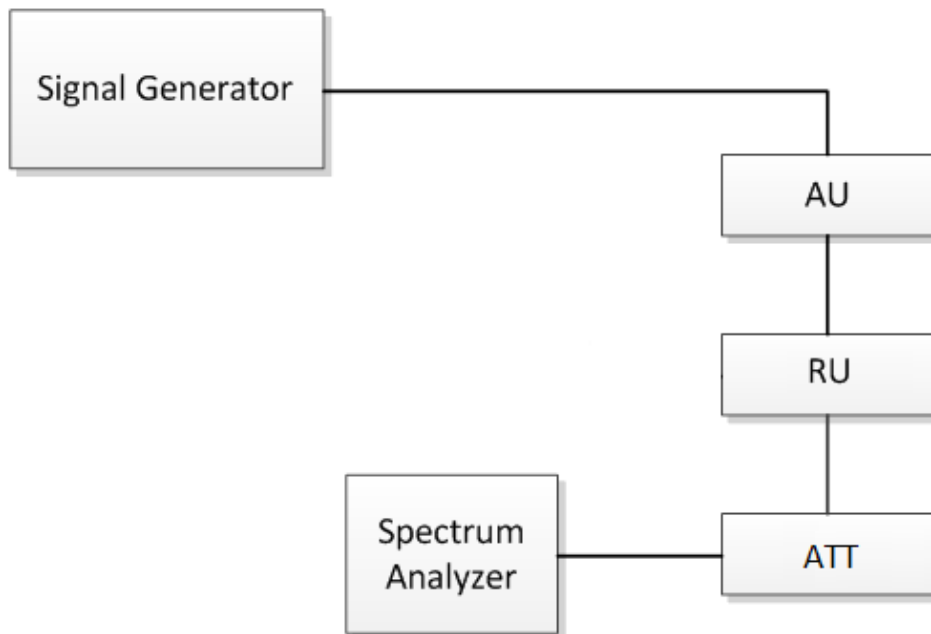 Signal Generator
AU
RU
Spectrum
Analyzer
ATT